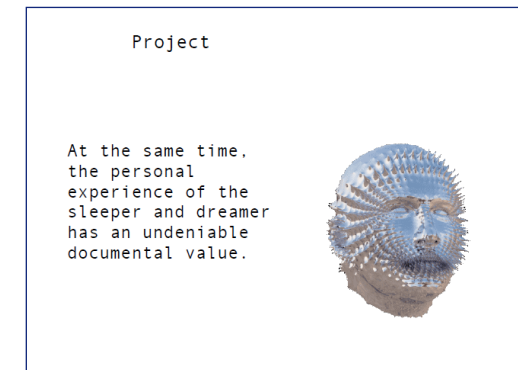 Project
At the same time,
the personal
experience of the
sleeper and dreamer
has an undeniable
documental value.